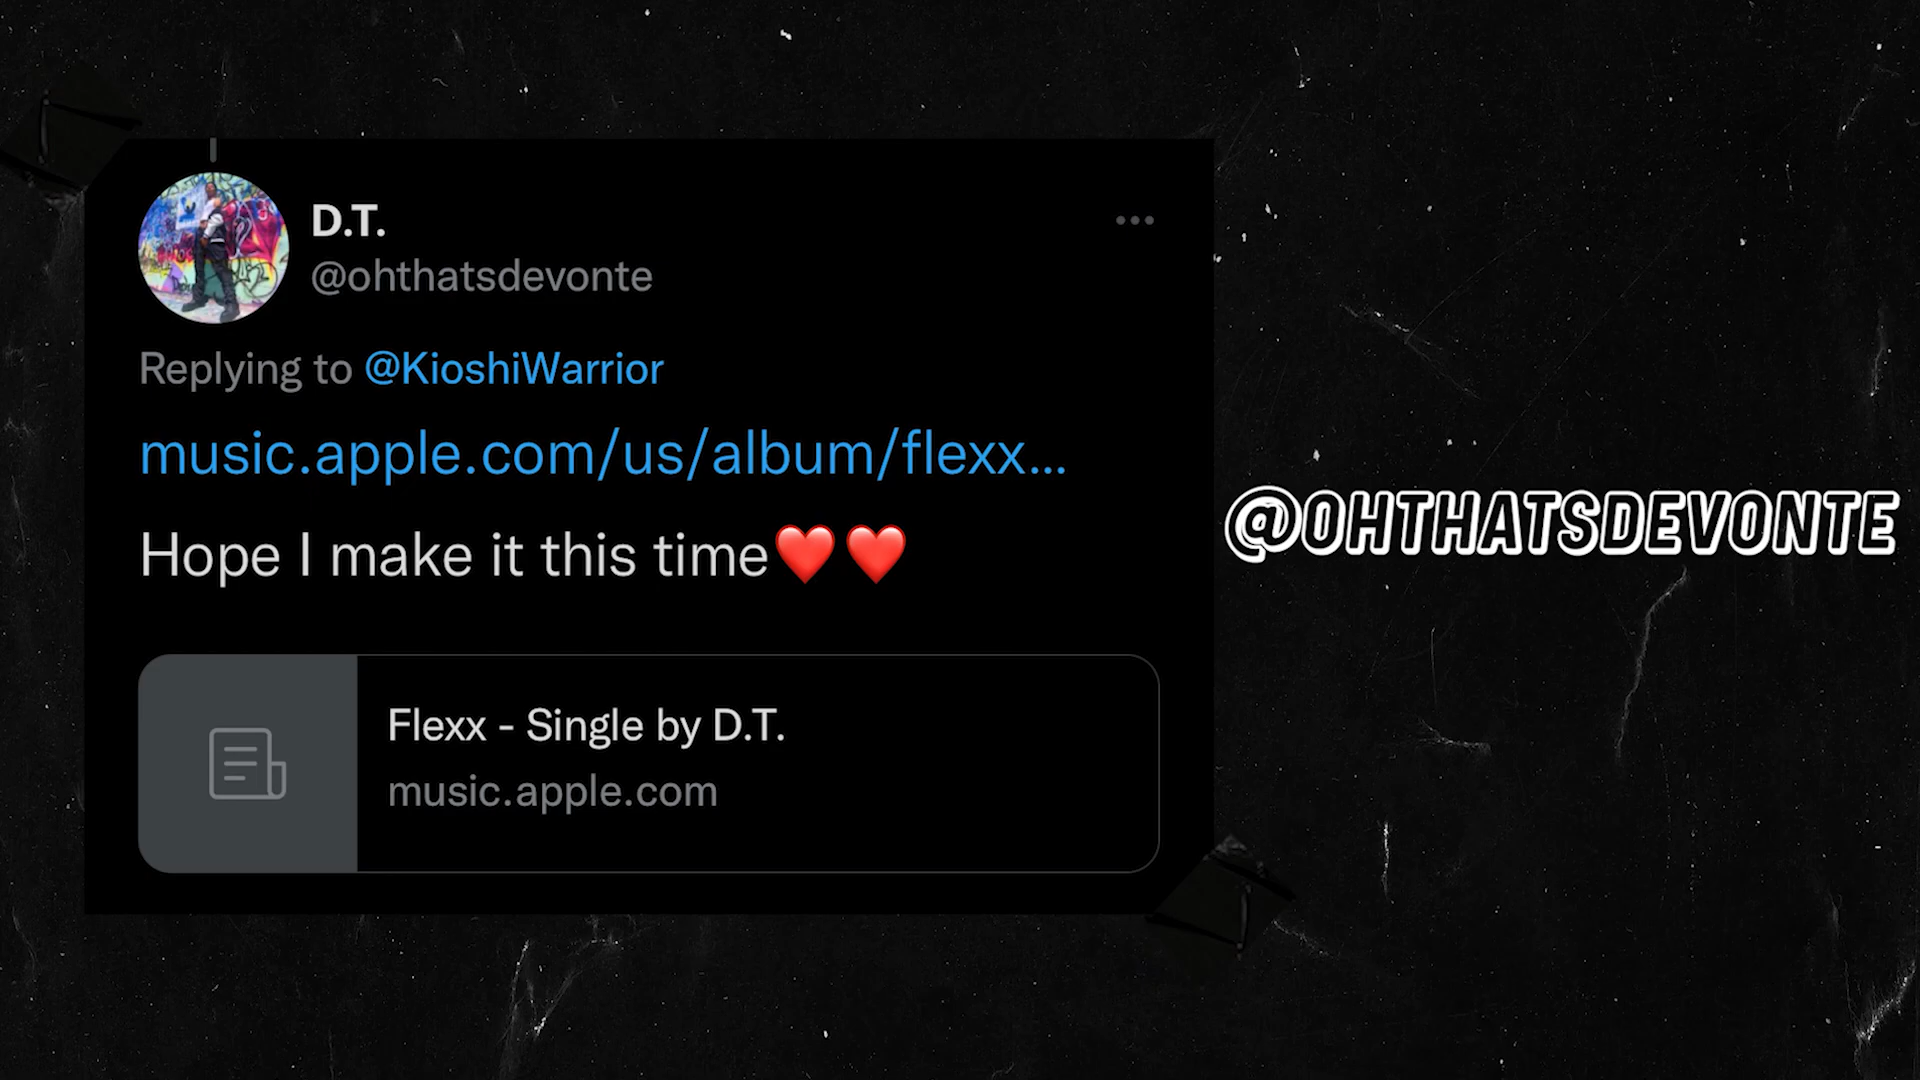 D.T.
@ohthatsdevonte
Replying to @KioshiWarrior
music.apple.com/us/album/flexx...
Hope I make it this time❤️❤️
Flexx - Single by D.T.
music.apple.com
@OHTHATSDEVONTE